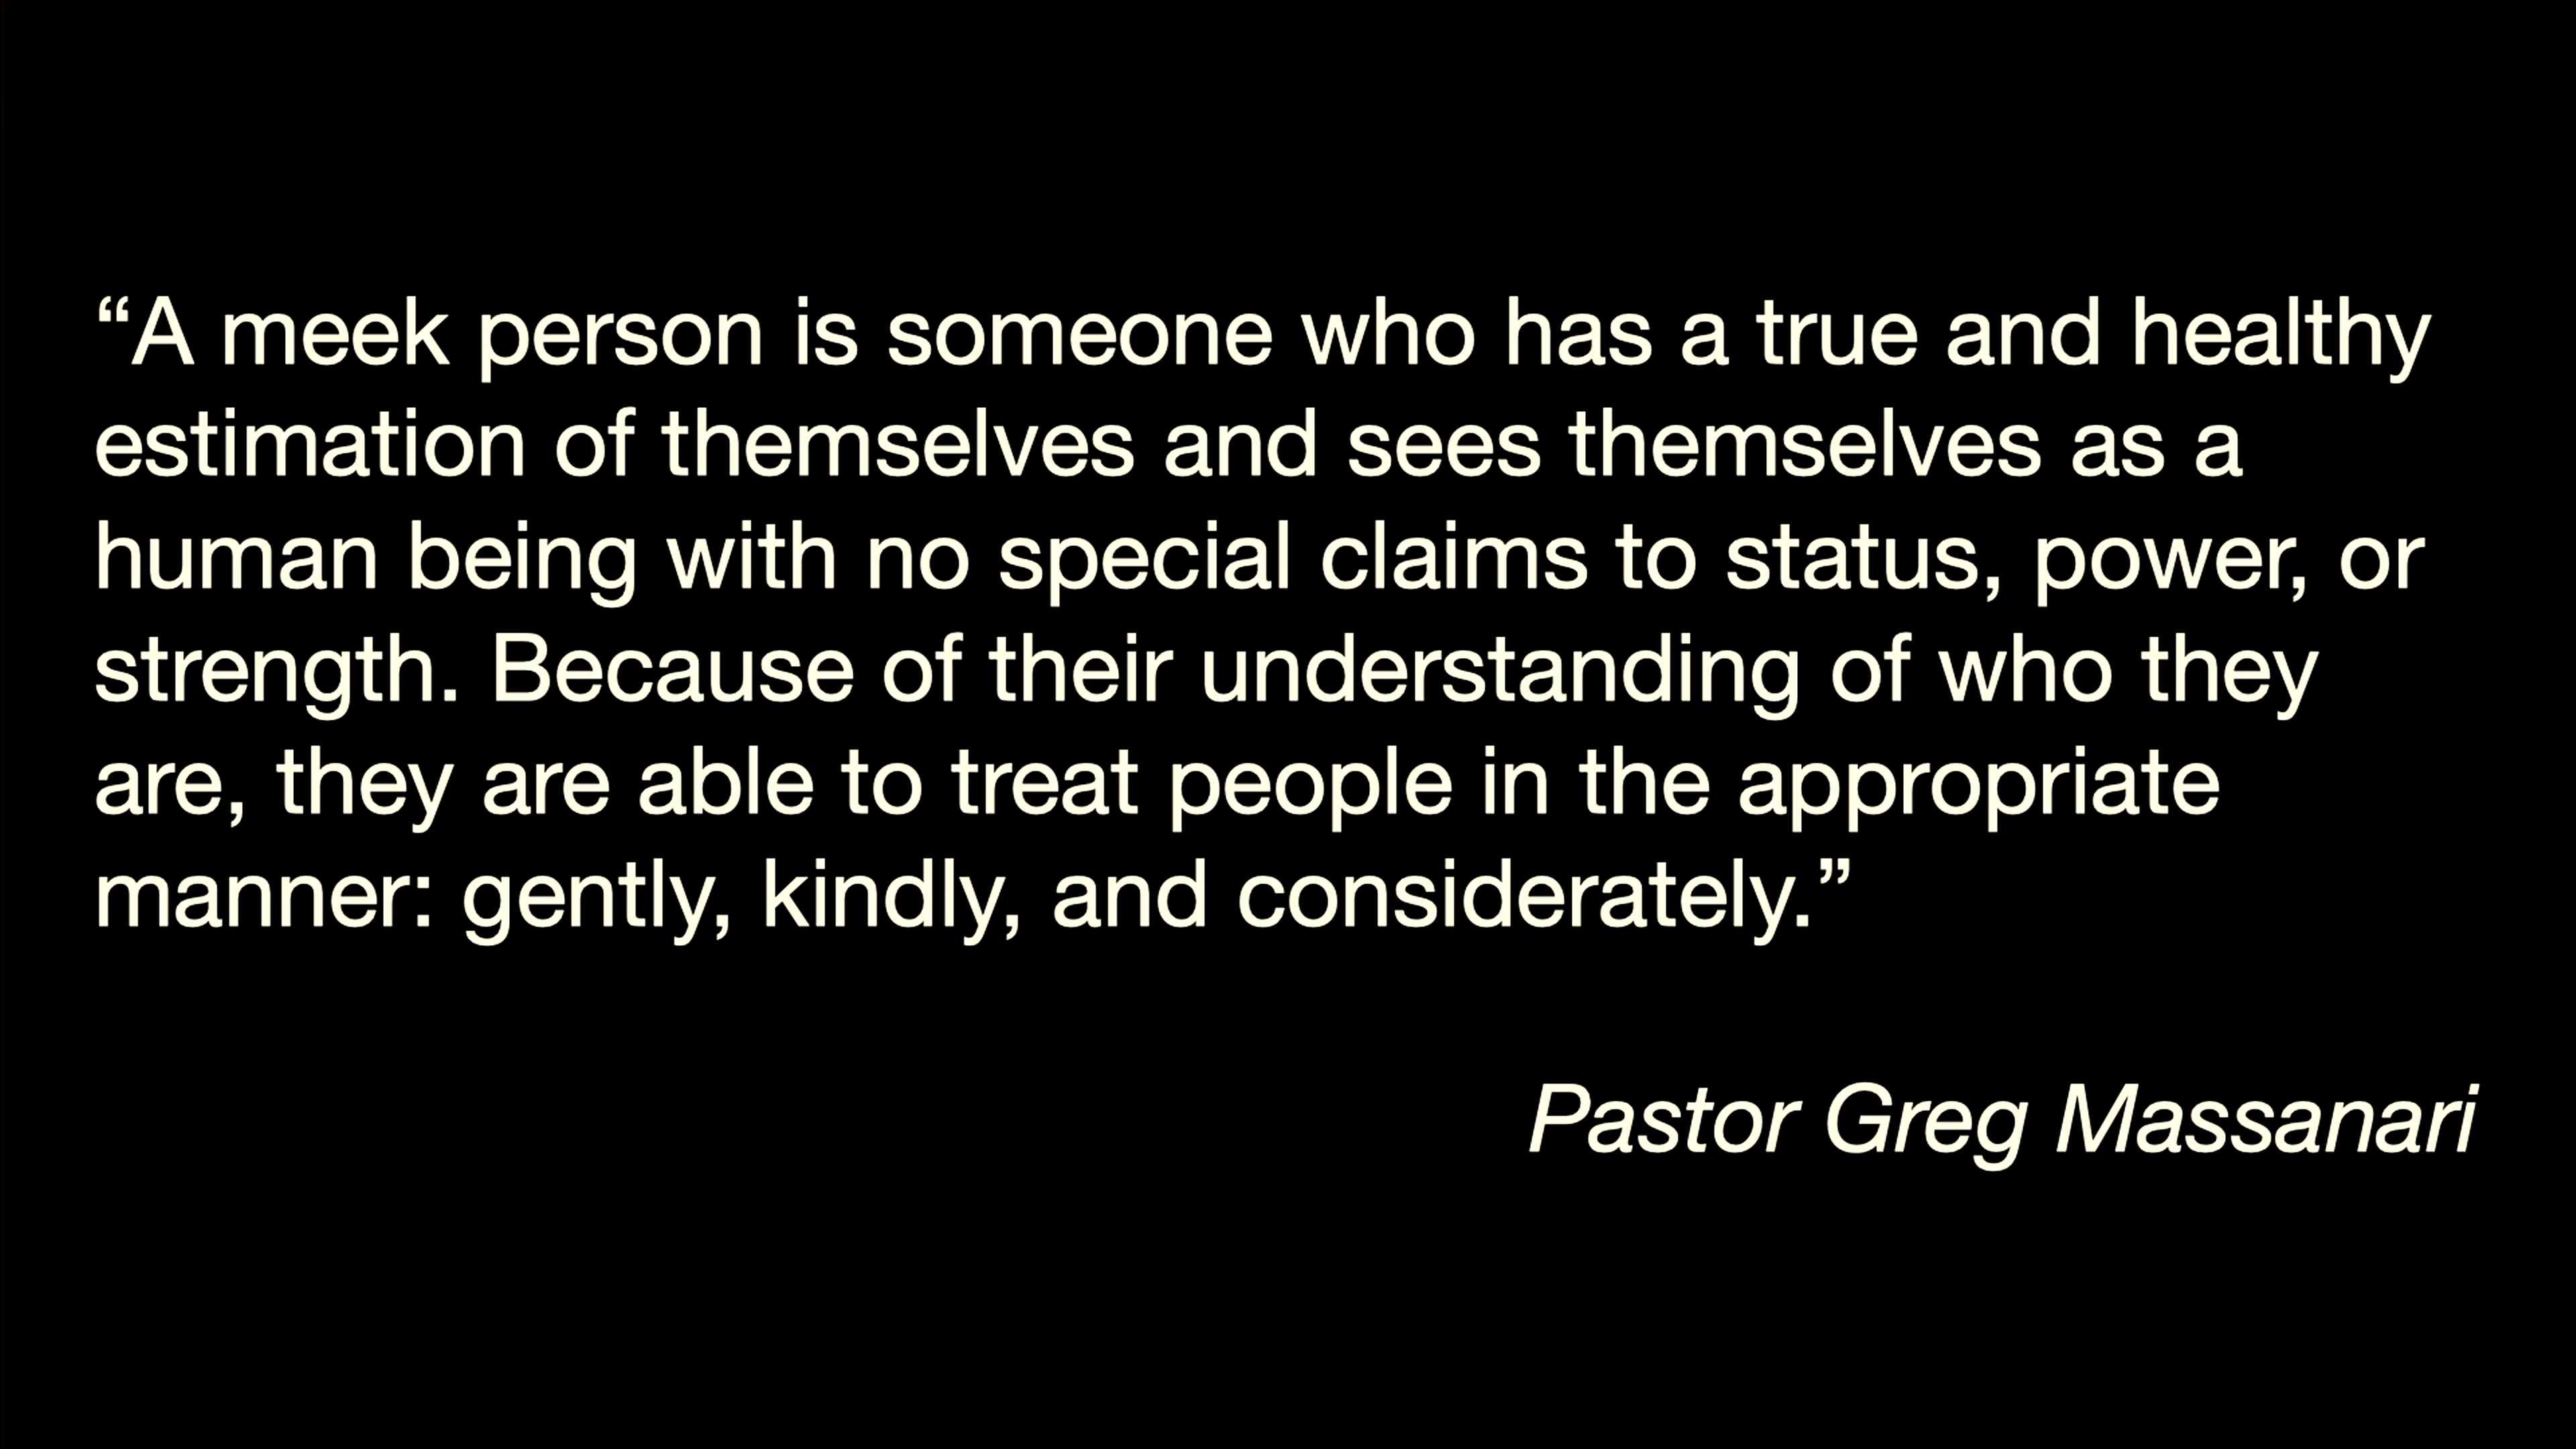 “A meek person is someone who has a true and healthy
estimation of themselves and sees themselves as a
human being with no special claims to status, power, or
strength. Because of their understanding of who they
are, they are able to treat people in the appropriate
manner: gently, kindly, and considerately.”
Pastor Greg Massanari